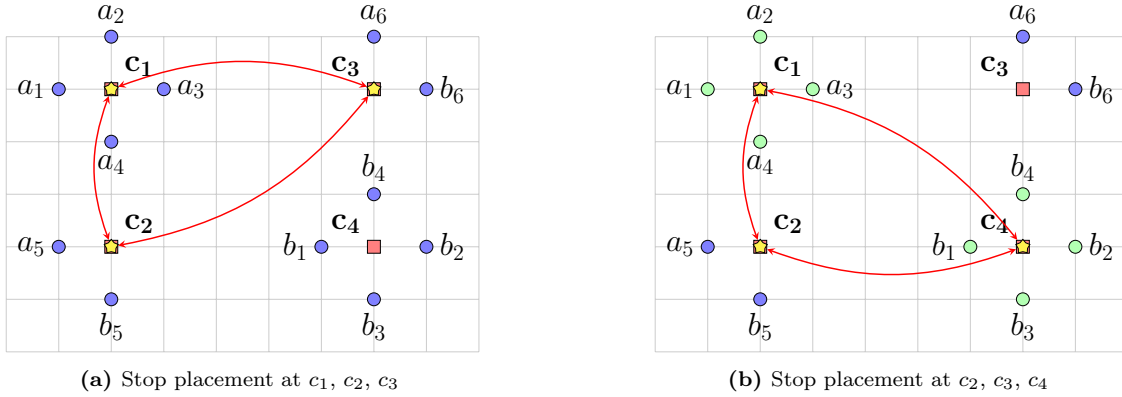 a₂ a₆ a₂ a₆
c₁ c₃ c₁ c₃
a₁ a₃ b₆ a₁ a₃ b₆
a₄ b₄ a₄ b₄
c₂ c₄ c₂ c₄
a₅ b₁ b₂ a₅ b₁ b₂
b₅ b₃ b₅ b₃
(a) Stop placement at c₁, c₂, c₃
(b) Stop placement at c₂, c₃, c₄